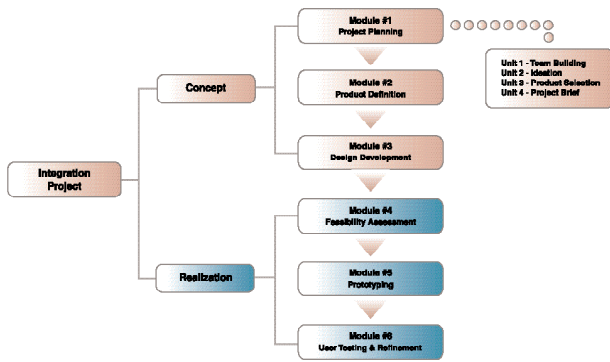 Module #1
Project Planning
Unit 1 - Team Building
Unit 2 - Ideation
Unit 3 - Product Selection
Unit 4 - Project Brief
Concept
Module #2
Product Definition
Module #3
Design Development
Integration
Project
Module #4
Feasibility Assessment
Realization
Module #5
Prototyping
Module #6
User Testing & Refinement